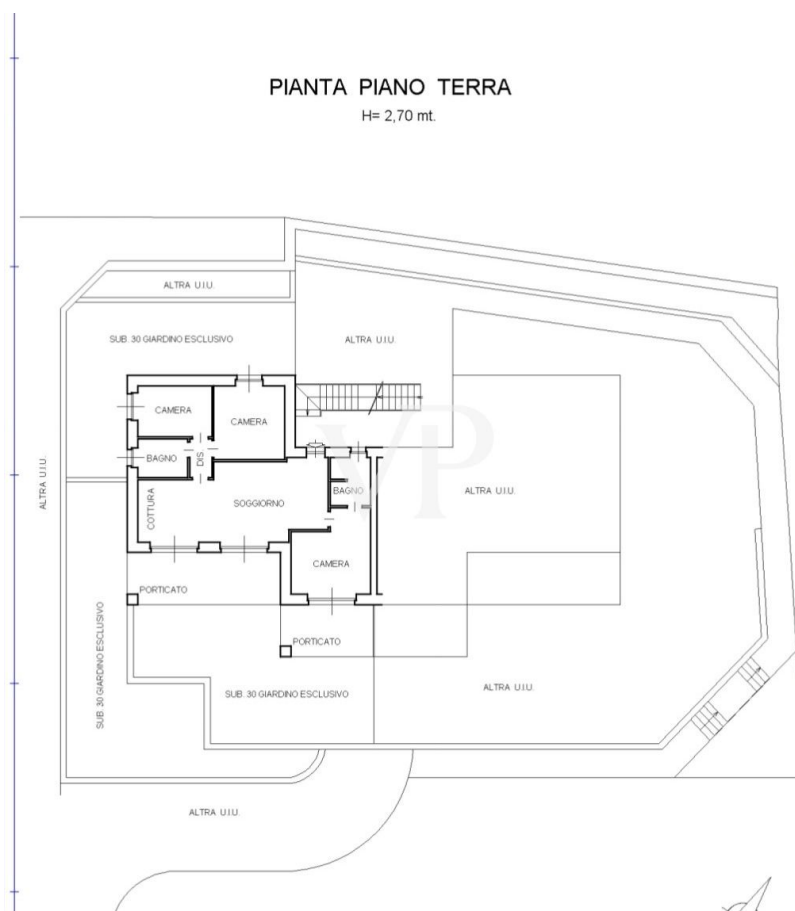 PIANTA PIANO TERRA
H= 2,70 mt.
ALTRA U.I.U.
SUB. 30 GIARDINO ESCLUSIVO
ALTRA U.I.U.
CAMERA
CAMERA
BAGNO
DIS.
ALTRA U.I.U.
COTTURA
SOGGIORNO
BAGNO
ALTRA U.I.U.
VP
CAMERA
PORTICATO
PORTICATO
SUB. 30 GIARDINO ESCLUSIVO
SUB. 30 GIARDINO ESCLUSIVO
ALTRA U.I.U.
ALTRA U.I.U.